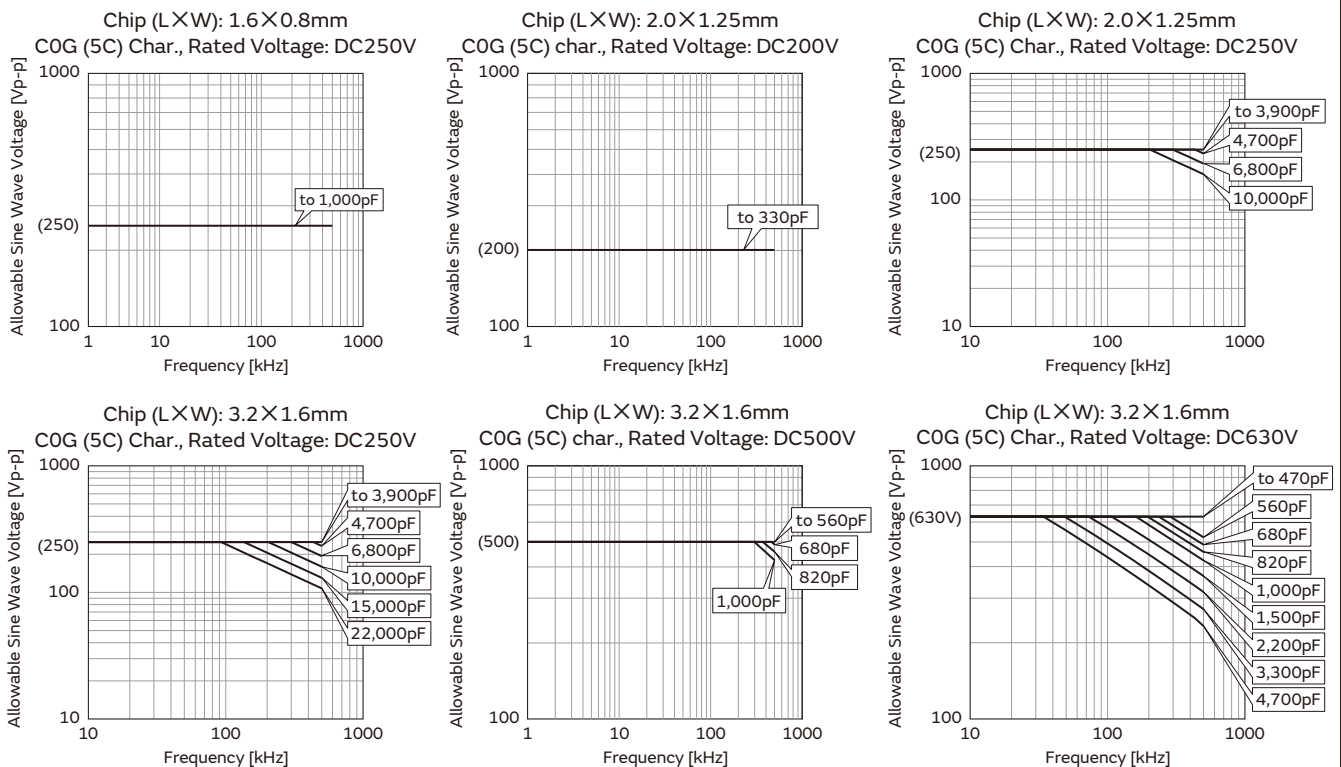 Chip (L×W): 1.6×0.8mm
C0G (5C) Char., Rated Voltage: DC250V
Allowable Sine Wave Voltage [Vp-p]
1000
(250)
100
to 1,000pF
1
10
100
1000
Frequency [kHz]
Chip (L×W): 2.0×1.25mm
C0G (5C) char., Rated Voltage: DC200V
Allowable Sine Wave Voltage [Vp-p]
1000
(200)
100
to 330pF
1
10
100
1000
Frequency [kHz]
Chip (L×W): 2.0×1.25mm
C0G (5C) Char., Rated Voltage: DC250V
Allowable Sine Wave Voltage [Vp-p]
1000
(250)
100
10
to 3,900pF
4,700pF
6,800pF
10,000pF
10
100
1000
Frequency [kHz]
Chip (L×W): 3.2×1.6mm
C0G (5C) Char., Rated Voltage: DC250V
Allowable Sine Wave Voltage [Vp-p]
1000
(250)
100
10
to 3,900pF
4,700pF
6,800pF
10,000pF
15,000pF
22,000pF
10
100
1000
Frequency [kHz]
Chip (L×W): 3.2×1.6mm
C0G (5C) char., Rated Voltage: DC500V
Allowable Sine Wave Voltage [Vp-p]
1000
(500)
100
to 560pF
680pF
820pF
1,000pF
1
10
100
1000
Frequency [kHz]
Chip (L×W): 3.2×1.6mm
C0G (5C) Char., Rated Voltage: DC630V
Allowable Sine Wave Voltage [Vp-p]
1000
(630V)
100
to 470pF
560pF
680pF
820pF
1,000pF
1,500pF
2,200pF
3,300pF
4,700pF
10
100
1000
Frequency [kHz]